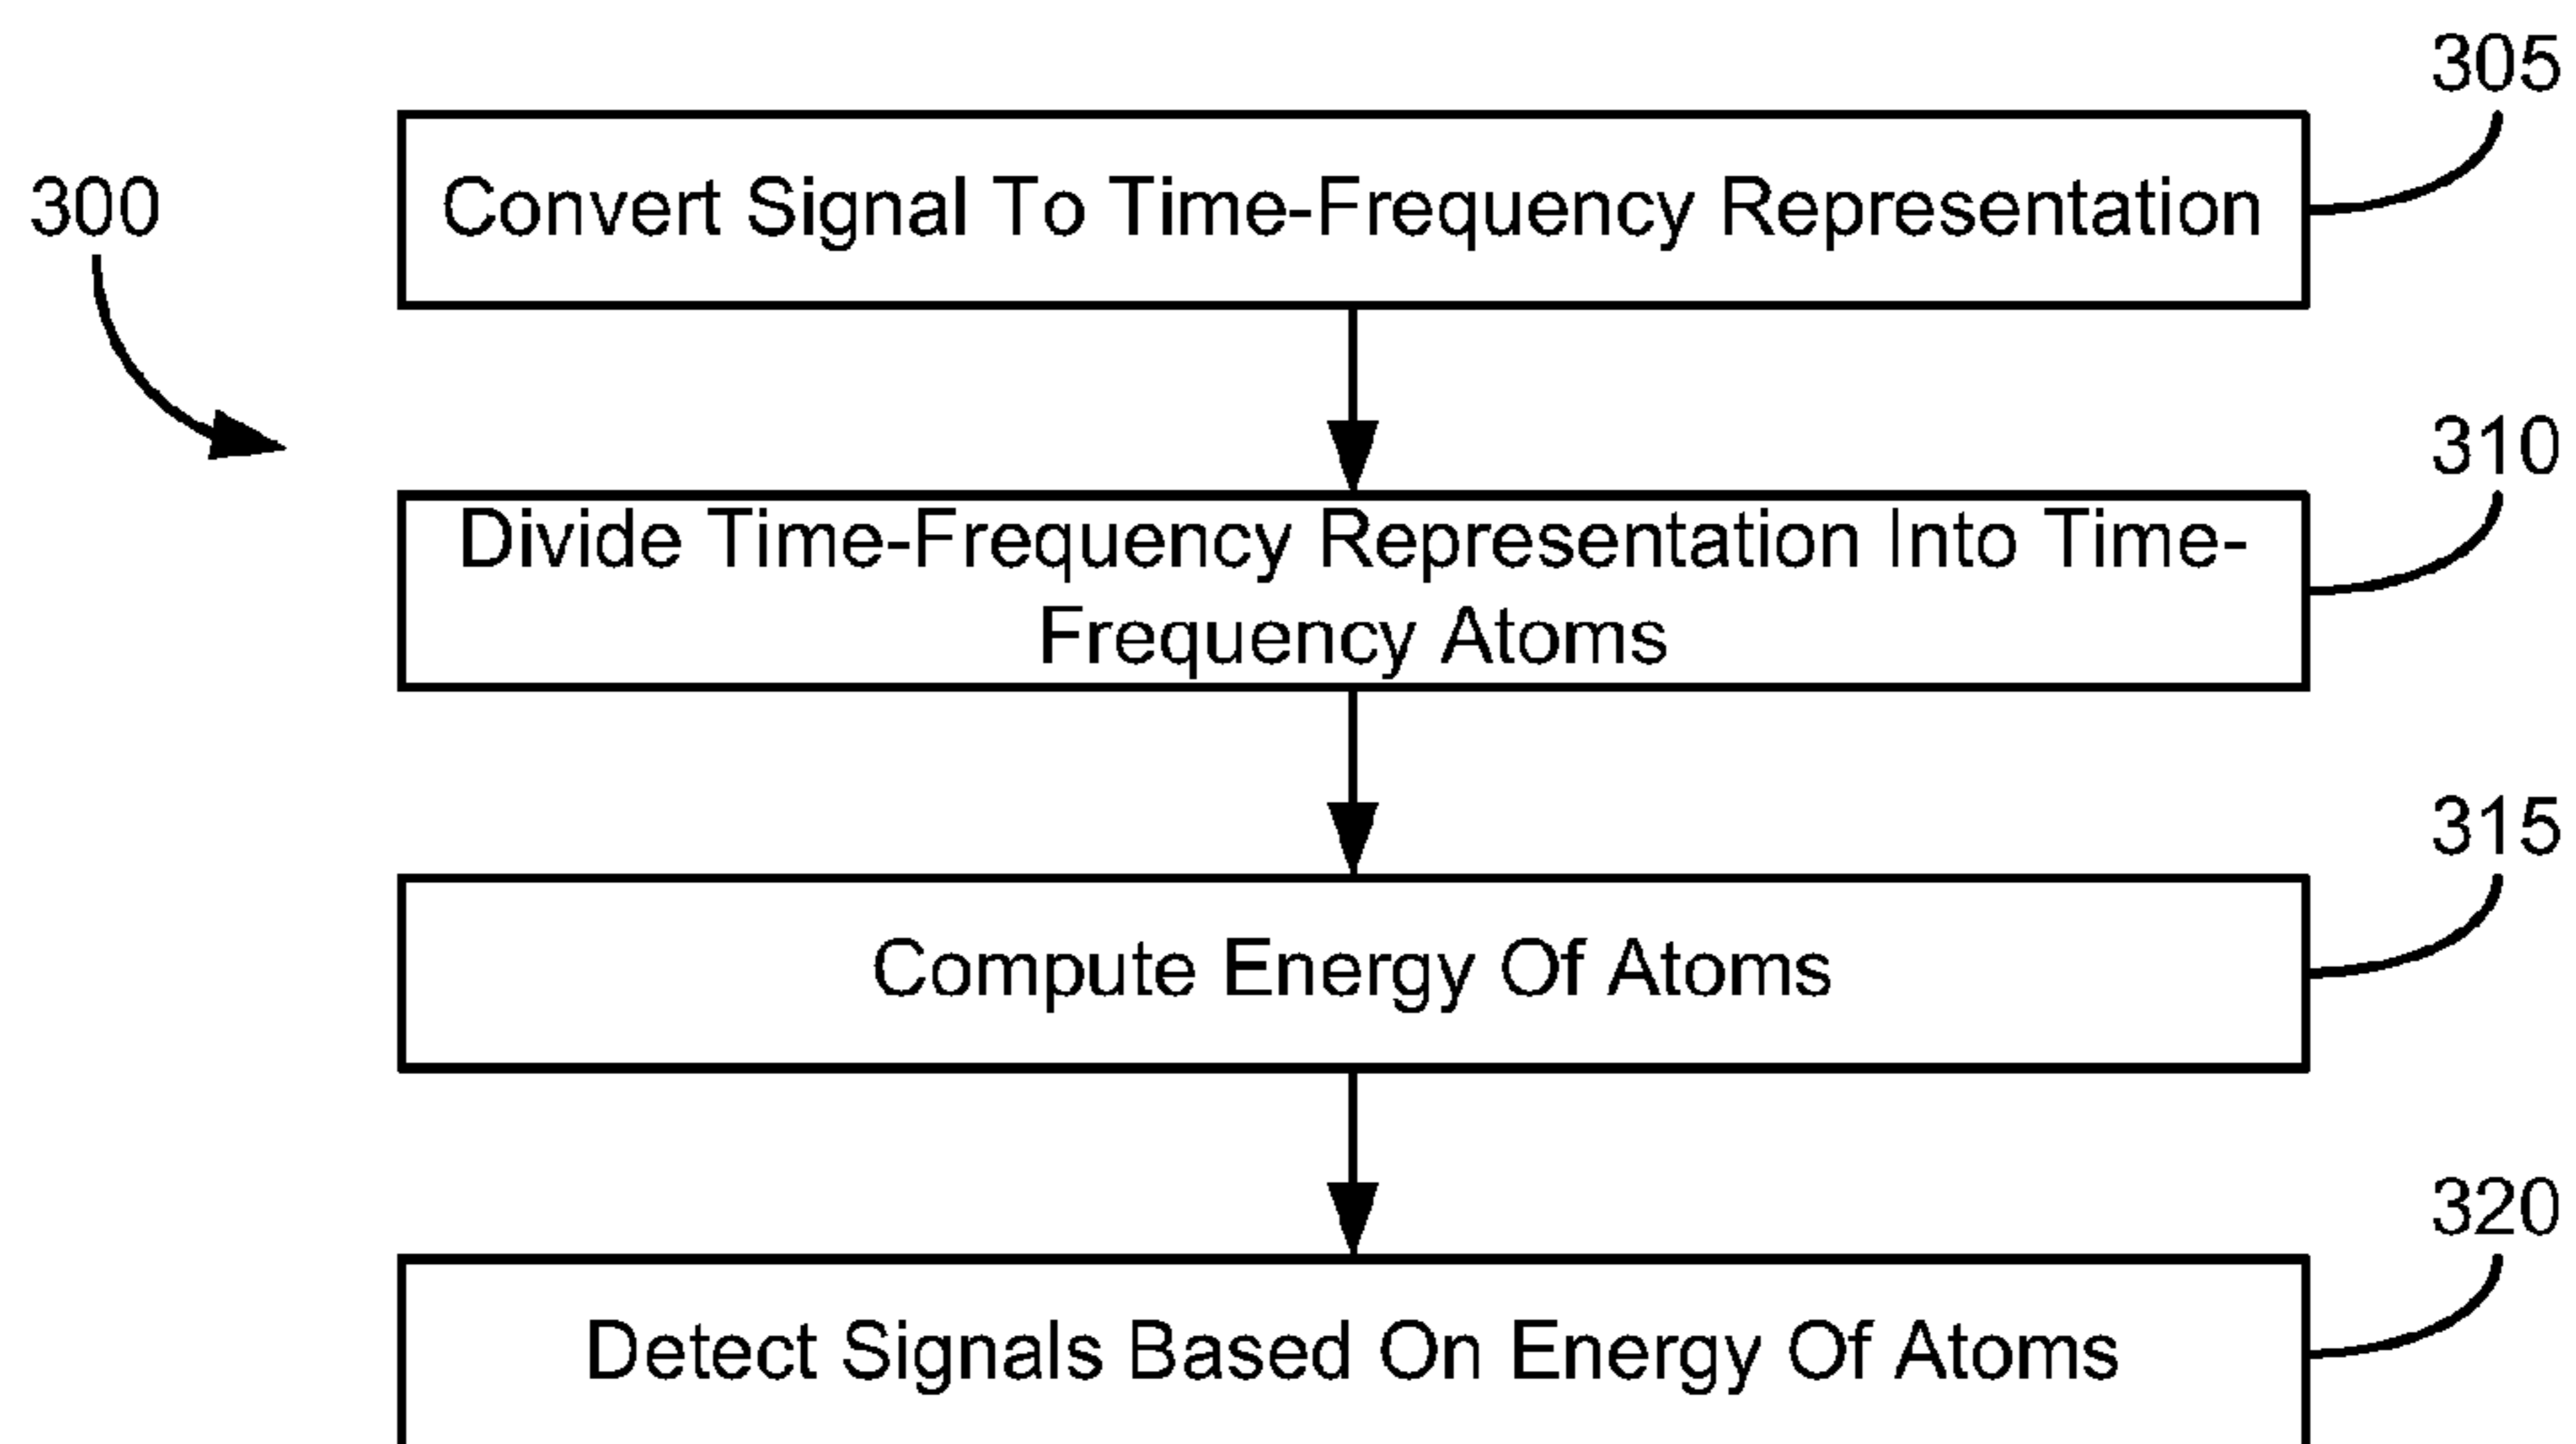 305
300
Convert Signal To Time-Frequency Representation
310
Divide Time-Frequency Representation Into Time-
Frequency Atoms
315
Compute Energy Of Atoms
320
Detect Signals Based On Energy Of Atoms